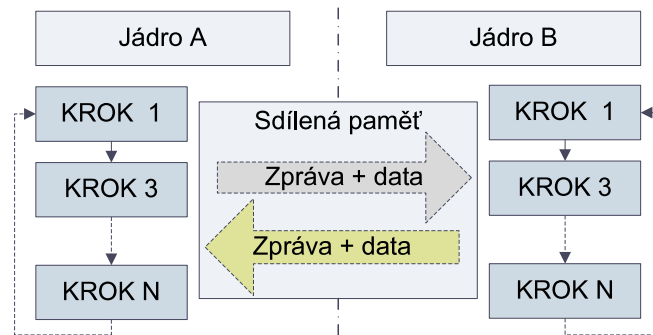 Jádro A
Jádro B
KROK 1
KROK 3
KROK N
Sdílená paměť
Zpráva + data
Zpráva + data
KROK 1
KROK 3
KROK N